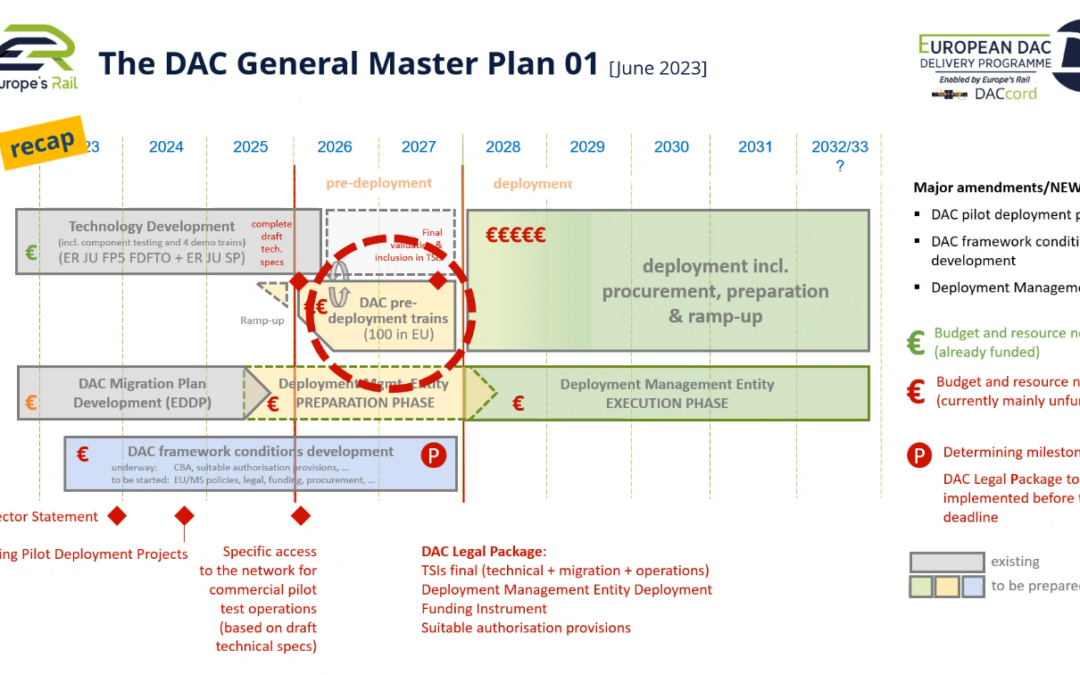 The DAC General Master Plan 01 [June 2023]
urope's Rail
EUROPEAN DAC
DELIVERY PROGRAMME
Enabled by Europe's Rail
DACcord
recap
23 2024 2025 2026 2027 2028 2029 2030 2031 2032/33
?
pre-deployment deployment
Technology Development
(incl. component testing and 4 demo trains)
(ER JU FP5 FDFTO + ER JU SP)
€
complete
draft
tech.
specs
Final
validation &
inclusion in TSIs
€€€€€
deployment incl.
procurement, preparation
& ramp-up
Ramp-up
€€
DAC pre-
deployment trains
(100 in EU)
DAC Migration Plan
Development (EDDP)
€
Deployment Mgmt. Entity
PREPARATION PHASE
€
Deployment Management Entity
EXECUTION PHASE
€
€
DAC framework conditions development
underway: CBA, suitable authorisation provisions, ...
to be started: EU/MS policies, legal, funding, procurement, ...
P
ector Statement
ing Pilot Deployment Projects
Specific access
to the network for
commercial pilot
test operations
(based on draft
technical specs)
DAC Legal Package:
TSIs final (technical + migration + operations)
Deployment Management Entity Deployment
Funding Instrument
Suitable authorisation provisions
Major amendments/NEW
▪ DAC pilot deployment p
▪ DAC framework conditi
development
▪ Deployment Manageme
€ Budget and resource ne
(already funded)
€ Budget and resource n
(currently mainly unfu
P Determining mileston
DAC Legal Package to
implemented before t
deadline
existing
to be prepared